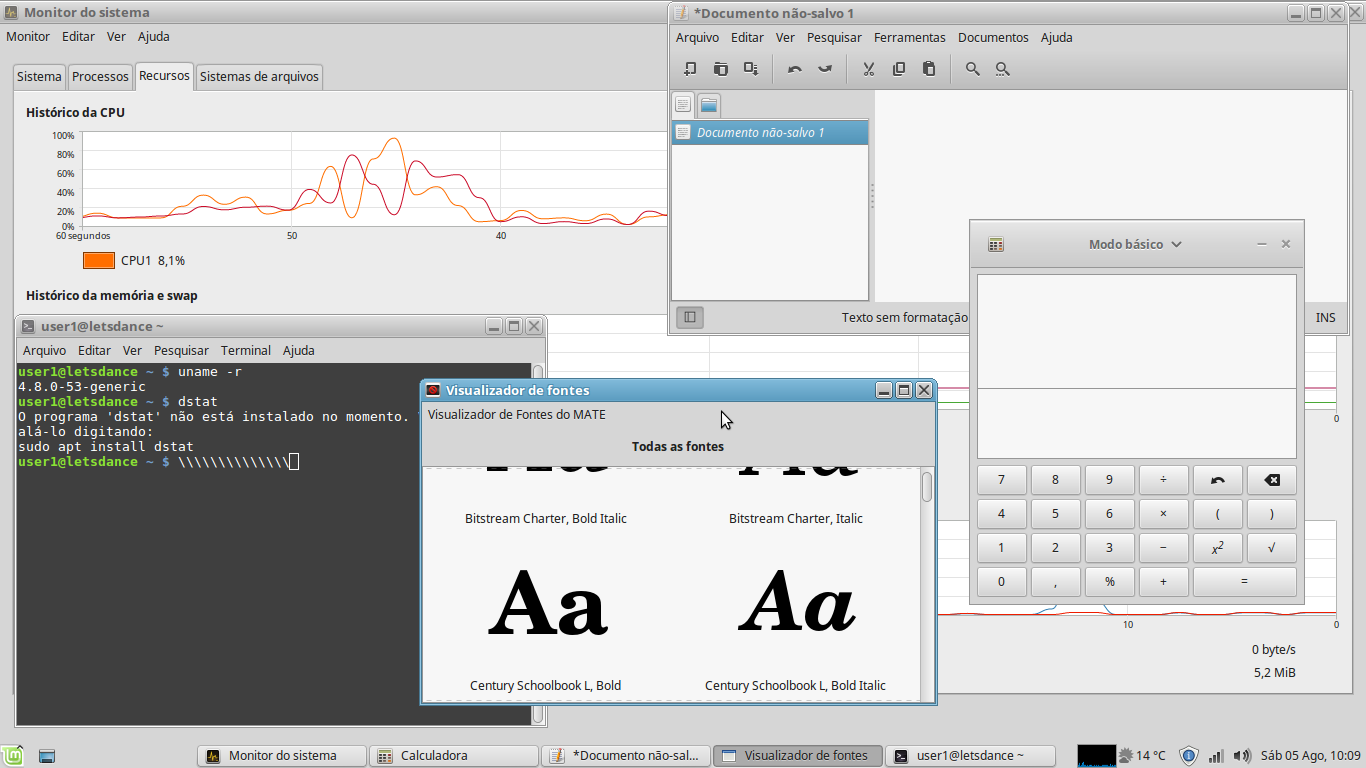 Monitor do sistema
Monitor Editar Ver Ajuda
Sistema Processos Recursos Sistemas de arquivos
Histórico da CPU
100%
80%
60%
40%
20%
0%
60 segundos 50 40
CPU1 8,1%
Histórico da memória e swap
*Documento não-salvo 1
Arquivo Editar Ver Pesquisar Ferramentas Documentos Ajuda
Documento não-salvo 1
Texto sem formatação
INS
Modo básico
7 8 9 ÷
4 5 6 × ( )
1 2 3 − x² √
0 , % + =
user1@letsdance ~
Arquivo Editar Ver Pesquisar Terminal Ajuda
user1@letsdance ~ $ uname -r
4.8.0-53-generic
user1@letsdance ~ $ dstat
O programa 'dstat' não está instalado no momento.
alá-lo digitando:
sudo apt install dstat
user1@letsdance ~ $ \\\\\\\\\\\\\\
Visualizador de fontes
Visualizador de Fontes do MATE
Todas as fontes
Bitstream Charter, Bold Italic Bitstream Charter, Italic
Aa Aa
Century Schoolbook L, Bold Century Schoolbook L, Bold Italic
0
10 0
0 byte/s
5,2 MiB
Monitor do sistema Calculadora *Documento não-sal... Visualizador de fontes user1@letsdance ~ 14 °C Sáb 05 Ago, 10:09